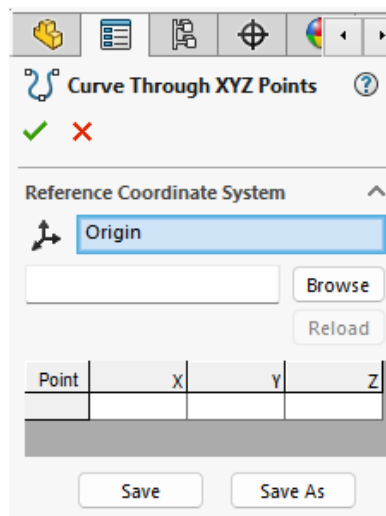 Curve Through XYZ Points ?
Reference Coordinate System
Origin
Browse
Reload
Point X Y Z
Save Save As